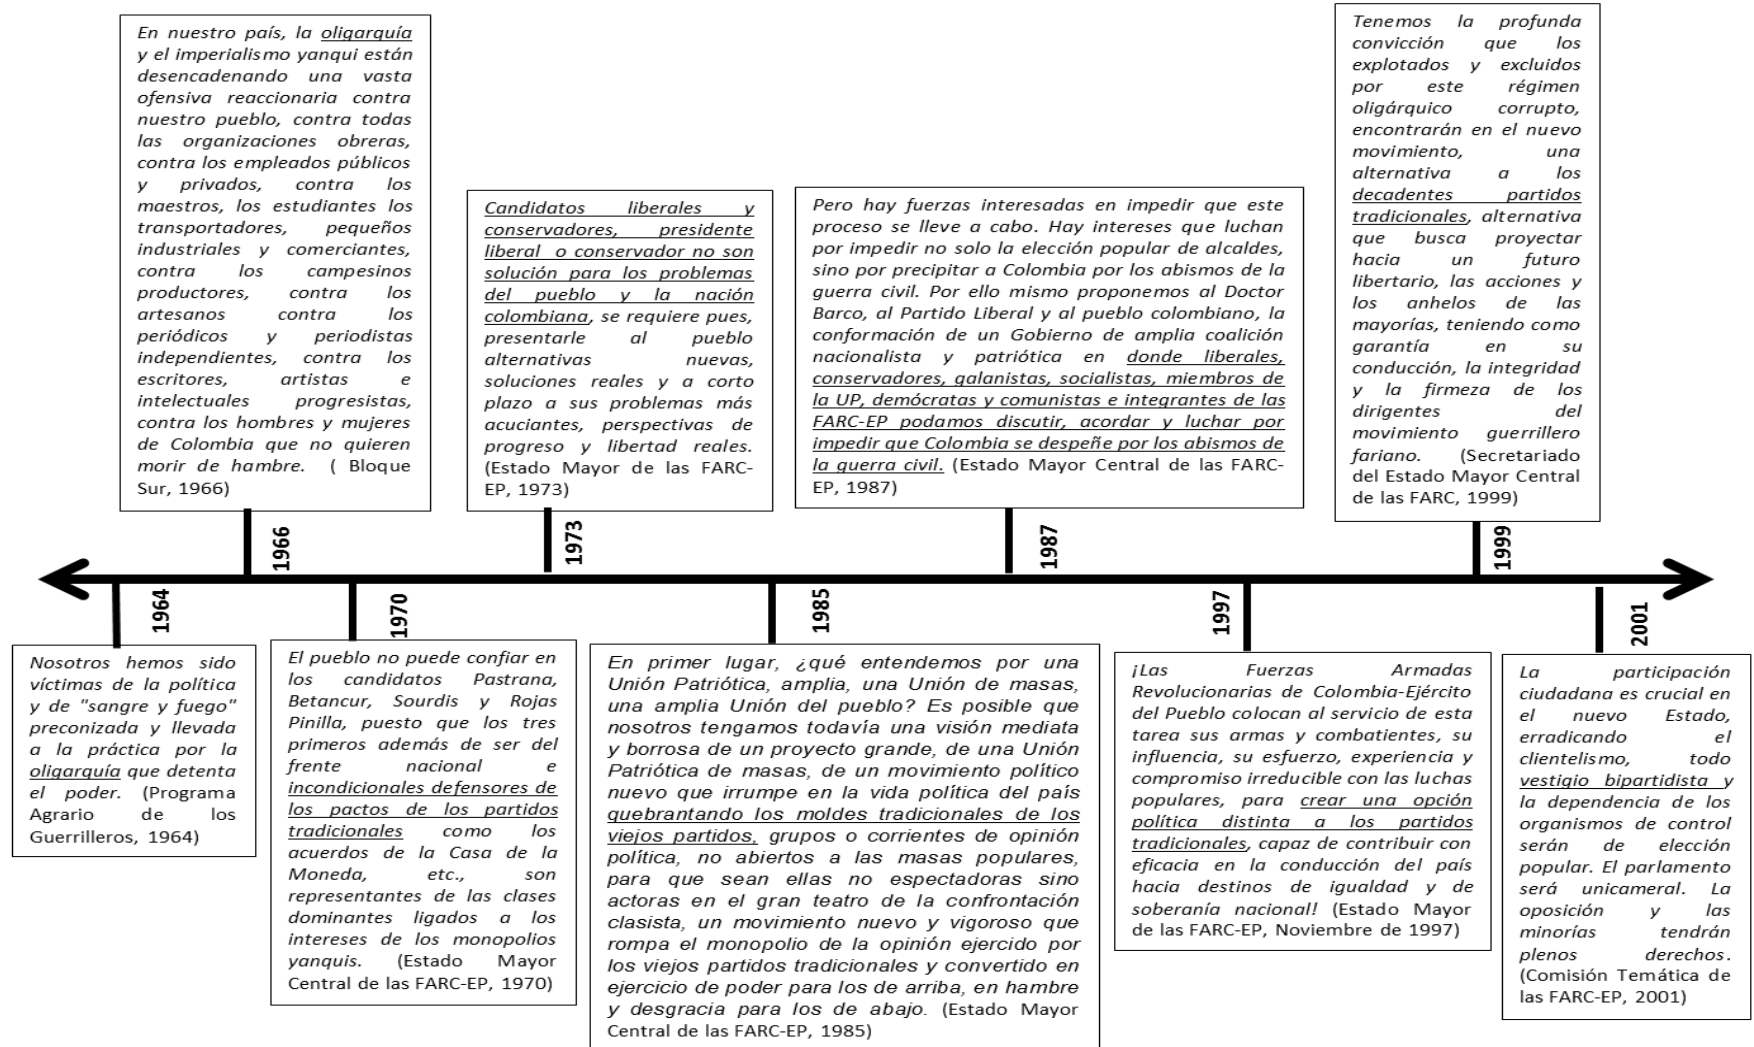 En nuestro país, la oligarquía
y el imperialismo yanqui están
desencadenando una vasta
ofensiva reaccionaria contra
nuestro pueblo, contra todas
las organizaciones obreras,
contra los empleados públicos
y privados, contra los
maestros, los estudiantes los
transportadores, pequeños
industriales y comerciantes,
contra los campesinos
productores, contra los
artesanos contra los
periódicos y periodistas
independientes, contra los
escritores, artistas e
intelectuales progresistas,
contra los hombres y mujeres
de Colombia que no quieren
morir de hambre. ( Bloque
Sur, 1966)
Candidatos liberales y
conservadores, presidente
liberal o conservador no son
solución para los problemas
del pueblo y la nación
colombiana, se requiere pues,
presentarle al pueblo
alternativas nuevas,
soluciones reales y a corto
plazo a sus problemas más
acuciantes, perspectivas de
progreso y libertad reales.
(Estado Mayor de las FARC-
EP, 1973)
Pero hay fuerzas interesadas en impedir que este
proceso se lleve a cabo. Hay intereses que luchan
por impedir no solo la elección popular de alcaldes,
sino por precipitar a Colombia por los abismos de la
guerra civil. Por ello mismo proponemos al Doctor
Barco, al Partido Liberal y al pueblo colombiano, la
conformación de un Gobierno de amplia coalición
nacionalista y patriótica en donde liberales,
conservadores, galanistas, socialistas, miembros de
la UP, demócratas y comunistas e integrantes de las
FARC-EP podamos discutir, acordar y luchar por
impedir que Colombia se despeñe por los abismos de
la guerra civil. (Estado Mayor Central de las FARC-
EP, 1987)
Tenemos la profunda
convicción que los
explotados y excluidos
por este régimen
oligárquico corrupto,
encontrarán en el nuevo
movimiento, una
alternativa a los
decadentes partidos
tradicionales, alternativa
que busca proyectar
hacia un futuro
libertario, las acciones y
los anhelos de las
mayorías, teniendo como
garantía en su
conducción, la integridad
y la firmeza de los
dirigentes del
movimiento guerrillero
fariano. (Secretariado
del Estado Mayor Central
de las FARC, 1999)
1966
1973
1987
1999
1964
1970
1985
1997
2001
Nosotros hemos sido
víctimas de la política
y de "sangre y fuego"
preconizada y llevada
a la práctica por la
oligarquía que detenta
el poder. (Programa
Agrario de los
Guerrilleros, 1964)
El pueblo no puede confiar en
los candidatos Pastrana,
Betancur, Sourdis y Rojas
Pinilla, puesto que los tres
primeros además de ser del
frente nacional e
incondicionales defensores de
los pactos de los partidos
tradicionales como los
acuerdos de la Casa de la
Moneda, etc., son
representantes de las clases
dominantes ligados a los
intereses de los monopolios
yanquis. (Estado Mayor
Central de las FARC-EP, 1970)
En primer lugar, ¿qué entendemos por una
Unión Patriótica, amplia, una Unión de masas,
una amplia Unión del pueblo? Es posible que
nosotros tengamos todavía una visión mediata
y borrosa de un proyecto grande, de una Unión
Patriótica de masas, de un movimiento político
nuevo que irrumpe en la vida política del país
quebrantando los moldes tradicionales de los
viejos partidos, grupos o corrientes de opinión
política, no abiertos a las masas populares,
para que sean ellas no espectadoras sino
actoras en el gran teatro de la confrontación
clasista, un movimiento nuevo y vigoroso que
rompa el monopolio de la opinión ejercido por
los viejos partidos tradicionales y convertido en
ejercicio de poder para los de arriba, en hambre
y desgracia para los de abajo. (Estado Mayor
Central de las FARC-EP, 1985)
¡Las Fuerzas Armadas
Revolucionarias de Colombia-Ejército
del Pueblo colocan al servicio de esta
tarea sus armas y combatientes, su
influencia, su esfuerzo, experiencia y
compromiso irreducible con las luchas
populares, para crear una opción
política distinta a los partidos
tradicionales, capaz de contribuir con
eficacia en la conducción del país
hacia destinos de igualdad y de
soberanía nacional! (Estado Mayor
de las FARC-EP, Noviembre de 1997)
La participación
ciudadana es crucial en
el nuevo Estado,
erradicando el
clientelismo, todo
vestigio bipartidista y
la dependencia de los
organismos de control
serán de elección
popular. El parlamento
será unicameral. La
oposición y las
minorías tendrán
plenos derechos.
(Comisión Temática de
las FARC-EP, 2001)